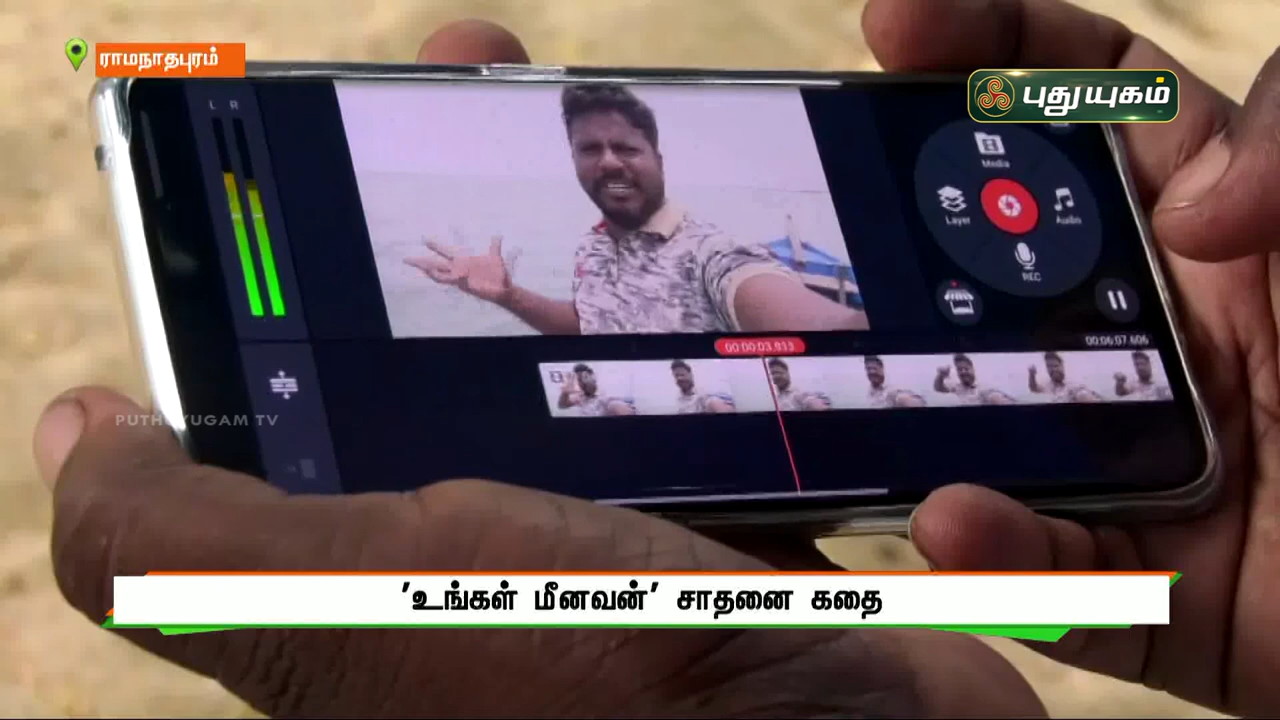 ராமநாதபுரம்
புதுயுகம்
L R
Media
Layer
Audio
REC
00:00:03.933
00:06:07.606
PUTHUYUGAM TV
'உங்கள் மீனவன்' சாதனை கதை